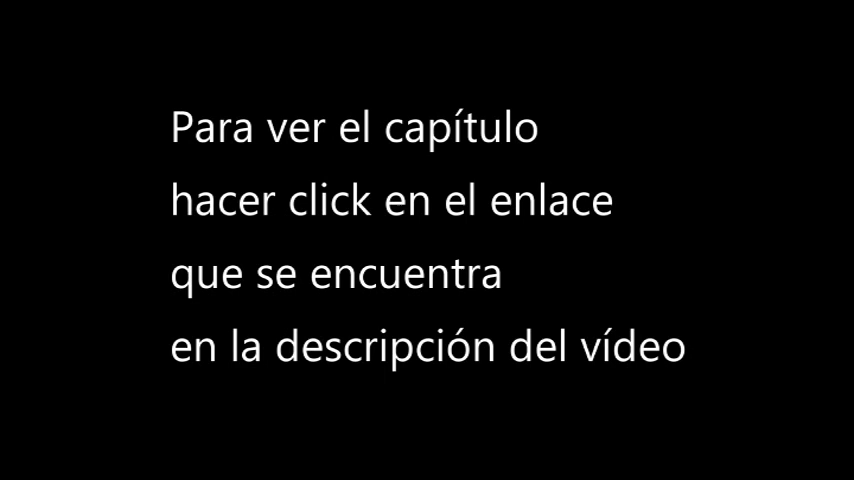 Para ver el capítulo
hacer click en el enlace
que se encuentra
en la descripción del vídeo